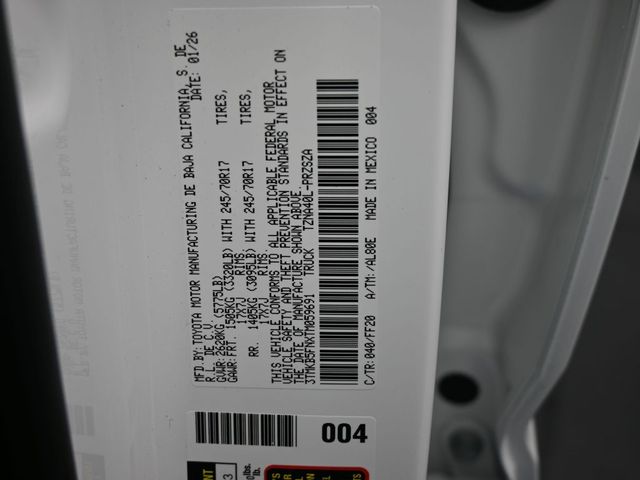 MFD.BY:TOYOTA MOTOR MANUFACTURING DE BAJA CALIFORNIA, S. DE
R.L. DE C.V. DATE: 01/26
GVWR:2620KG (5775LB)
GAWR:FRT. 1505KG (3320LB) WITH 245/70R17 TIRES,
17X7J RIMS.
RR. 1405KG (3095LB) WITH 245/70R17 TIRES,
17X7J RIMS.
THIS VEHICLE CONFORMS TO ALL APPLICABLE FEDERAL MOTOR
VEHICLE SAFETY AND THEFT PREVENTION STANDARDS IN EFFECT ON
THE DATE OF MANUFACTURE SHOWN ABOVE.
3TMKB5FNXTM059691 TRUCK TZNA40L-PRZSZA
C/TR:040/FF20 A/TM:/AL80E MADE IN MEXICO 004
004